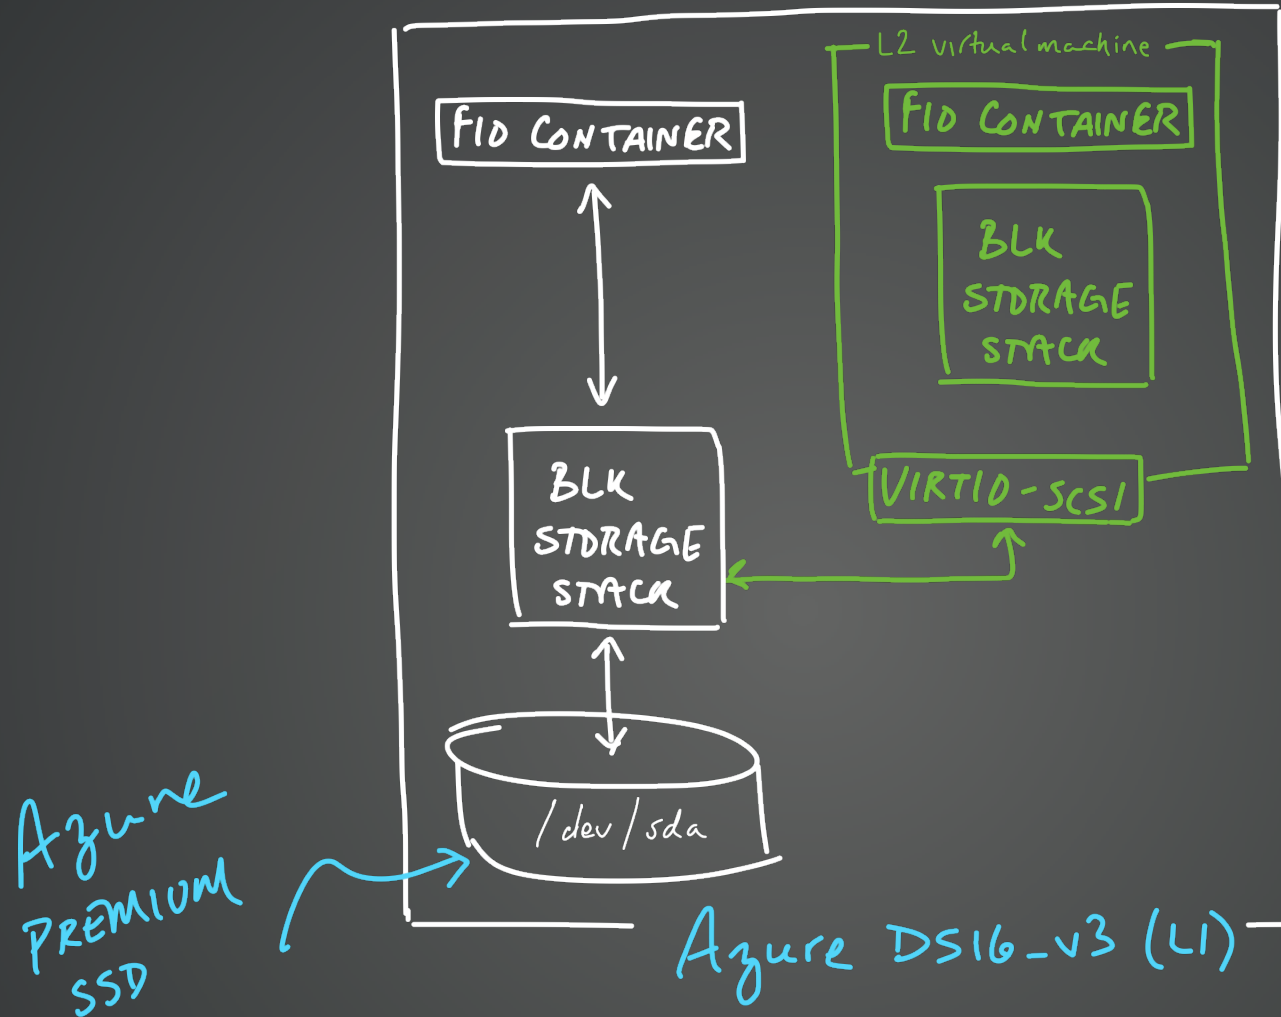 L2 virtual machine
FIO CONTAINER
FIO CONTAINER
BLK
STORAGE
STACK
BLK
STORAGE
STACK
VIRTIO-SCSI
/dev/sda
Azure
PREMIUM
SSD
Azure DS16_v3 (L1)